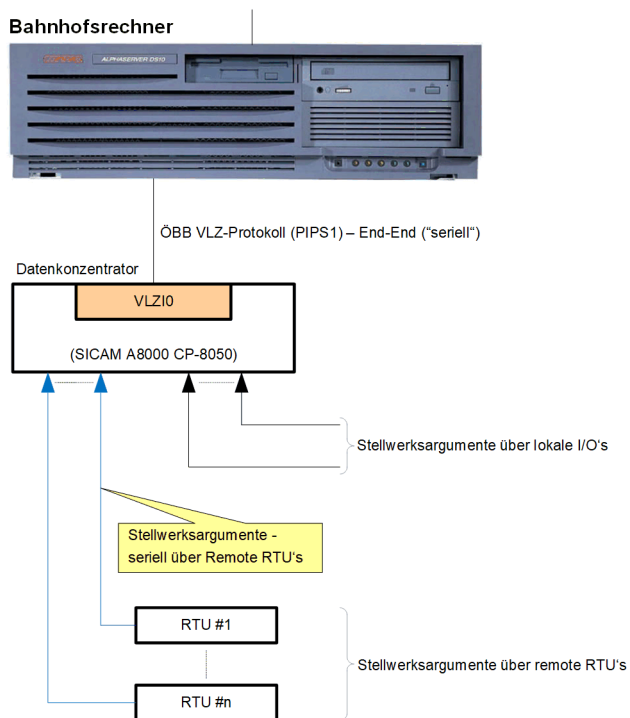 Bahnhofsrechner
ALPHASERVER DS10
ÖBB VLZ-Protokoll (PIPS1) – End-End (“seriell“)
Datenkonzentrator
VLZI0
(SICAM A8000 CP-8050)
Stellwerksargumente über lokale I/O‘s
Stellwerksargumente -
seriell über Remote RTU‘s
RTU #1
Stellwerksargumente über remote RTU‘s
RTU #n